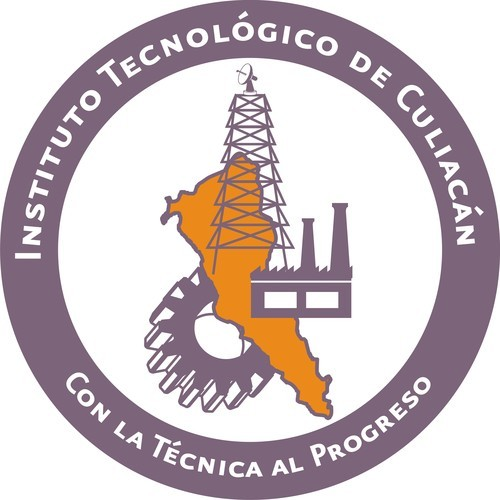 Instituto Tecnológico de Culiacán
Con la Técnica al Progreso